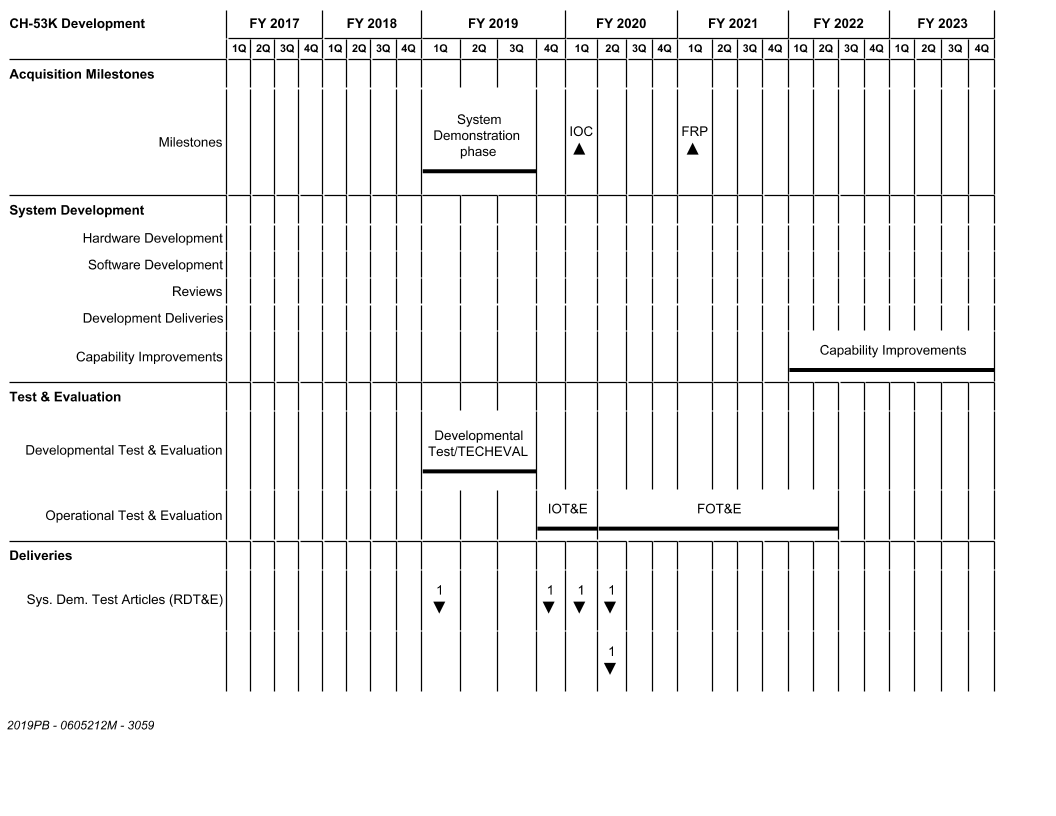 CH-53K Development FY 2017 FY 2018 FY 2019 FY 2020 FY 2021 FY 2022 FY 2023
1Q 2Q 3Q 4Q 1Q 2Q 3Q 4Q 1Q 2Q 3Q 4Q 1Q 2Q 3Q 4Q 1Q 2Q 3Q 4Q 1Q 2Q 3Q 4Q 1Q 2Q 3Q 4Q
Acquisition Milestones
Milestones
System
Demonstration
phase
IOC
FRP
System Development
Hardware Development
Software Development
Reviews
Development Deliveries
Capability Improvements
Capability Improvements
Test & Evaluation
Developmental Test & Evaluation
Developmental
Test/TECHEVAL
Operational Test & Evaluation
IOT&E
FOT&E
Deliveries
Sys. Dem. Test Articles (RDT&E)
1 1 1 1
1
2019PB - 0605212M - 3059